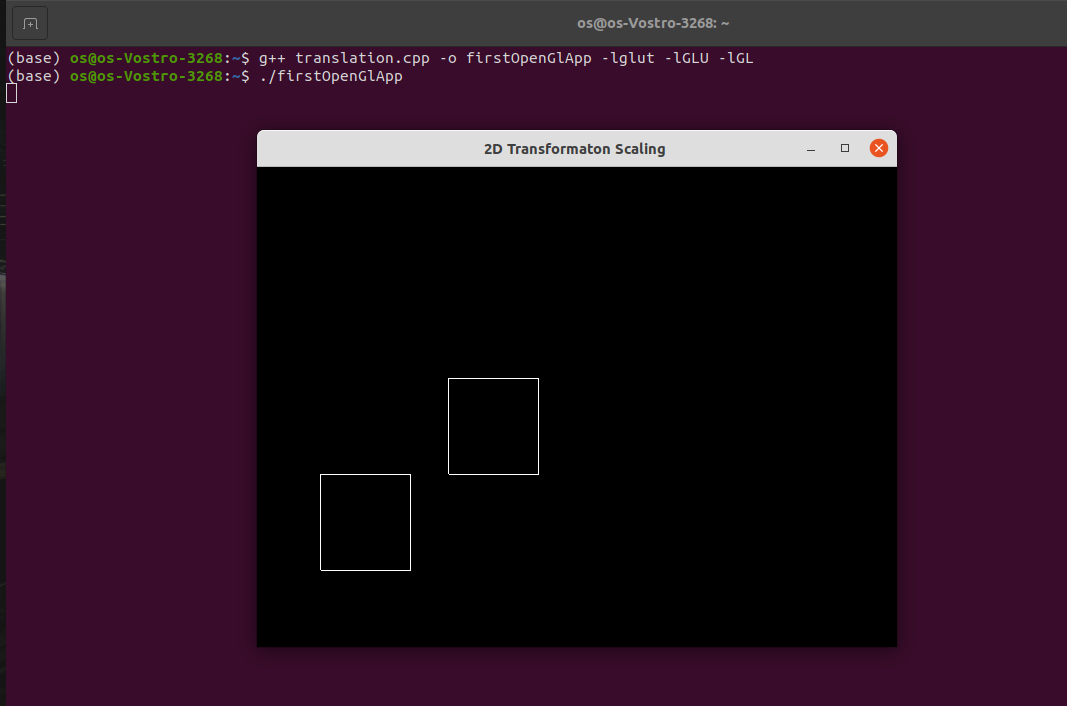 os@os-Vostro-3268: ~
(base) os@os-Vostro-3268:~$ g++ translation.cpp -o firstOpenGlApp -lglut -lGLU -lGL
(base) os@os-Vostro-3268:~$ ./firstOpenGlApp
2D Transformaton Scaling